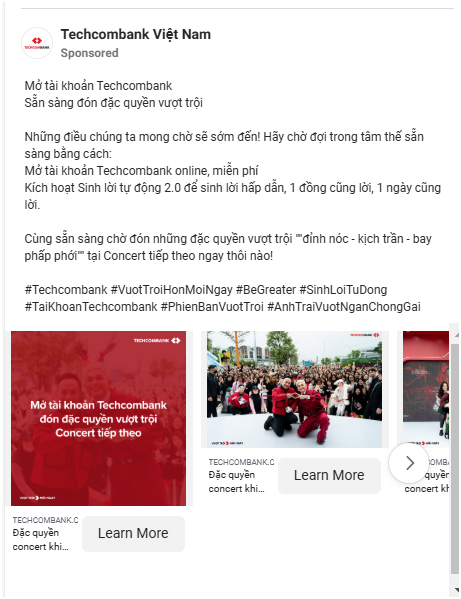 Techcombank Việt Nam
TECHCOMBANK
Sponsored
Mở tài khoản Techcombank
Sẵn sàng đón đặc quyền vượt trội
Những điều chúng ta mong chờ sẽ sớm đến! Hãy chờ đợi trong tâm thế sẵn
sàng bằng cách:
Mở tài khoản Techcombank online, miễn phí
Kích hoạt Sinh lời tự động 2.0 để sinh lời hấp dẫn, 1 đồng cũng lời, 1 ngày cũng
lời.
Cùng sẵn sàng chờ đón những đặc quyền vượt trội ""đỉnh nóc - kịch trần - bay
phấp phới"" tại Concert tiếp theo ngay thôi nào!
#Techcombank #VuotTroiHonMoiNgay #BeGreater #SinhLoiTuDong
#TaiKhoanTechcombank #PhienBanVuotTroi #AnhTraiVuotNganChongGai
TECHCOMBANK
Mở tài khoản Techcombank
đón đặc quyền vượt trội
Concert tiếp theo
VƯỢT TRỘI MỖI NGÀY
TECHCOMBANK.C
Đặc quyền
concert khi...
Learn More
TECHCOMBANK
VƯỢT TRỘI MỖI NGÀY
TECHCOMBANK.C
Đặc quyền
concert khi...
Learn More
TECHCO
Đặc qu
concert